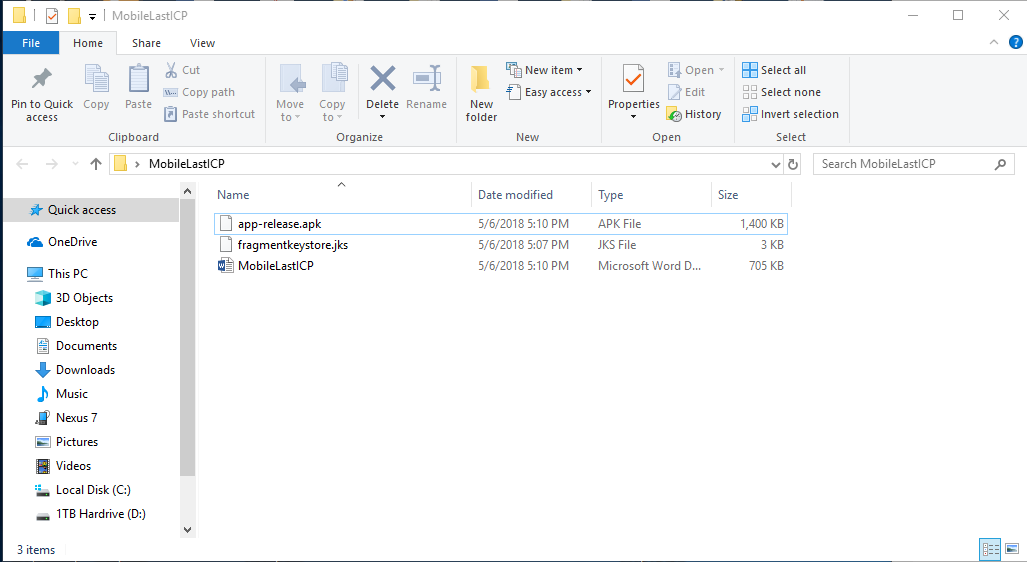 MobileLastICP
File Home Share View
Pin to Quick access
Copy
Paste
Cut
Copy path
Paste shortcut
Clipboard
Move to
Copy to
Delete
Rename
Organize
New folder
New item
Easy access
New
Properties
Open
Edit
History
Open
Select all
Select none
Invert selection
Select
MobileLastICP
Search MobileLastICP
Quick access
OneDrive
This PC
3D Objects
Desktop
Documents
Downloads
Music
Nexus 7
Pictures
Videos
Local Disk (C:)
1TB Hardrive (D:)
Name Date modified Type Size
app-release.apk 5/6/2018 5:10 PM APK File 1,400 KB
fragmentkeystore.jks 5/6/2018 5:07 PM JKS File 3 KB
MobileLastICP 5/6/2018 5:10 PM Microsoft Word D... 705 KB
3 items